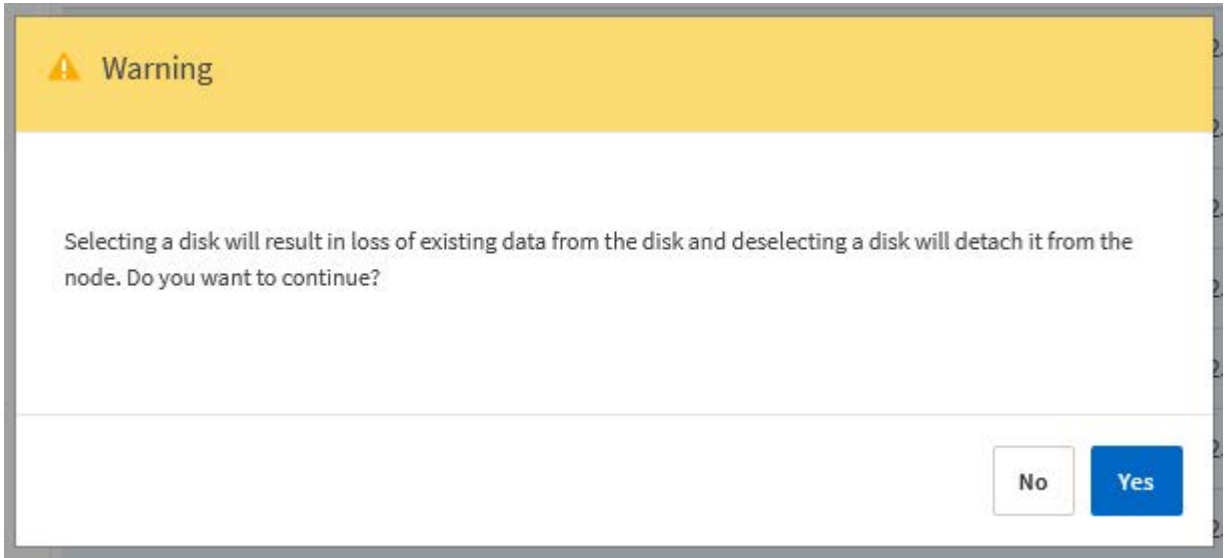 Warning
Selecting a disk will result in loss of existing data from the disk and deselecting a disk will detach it from the
node. Do you want to continue?
No
Yes